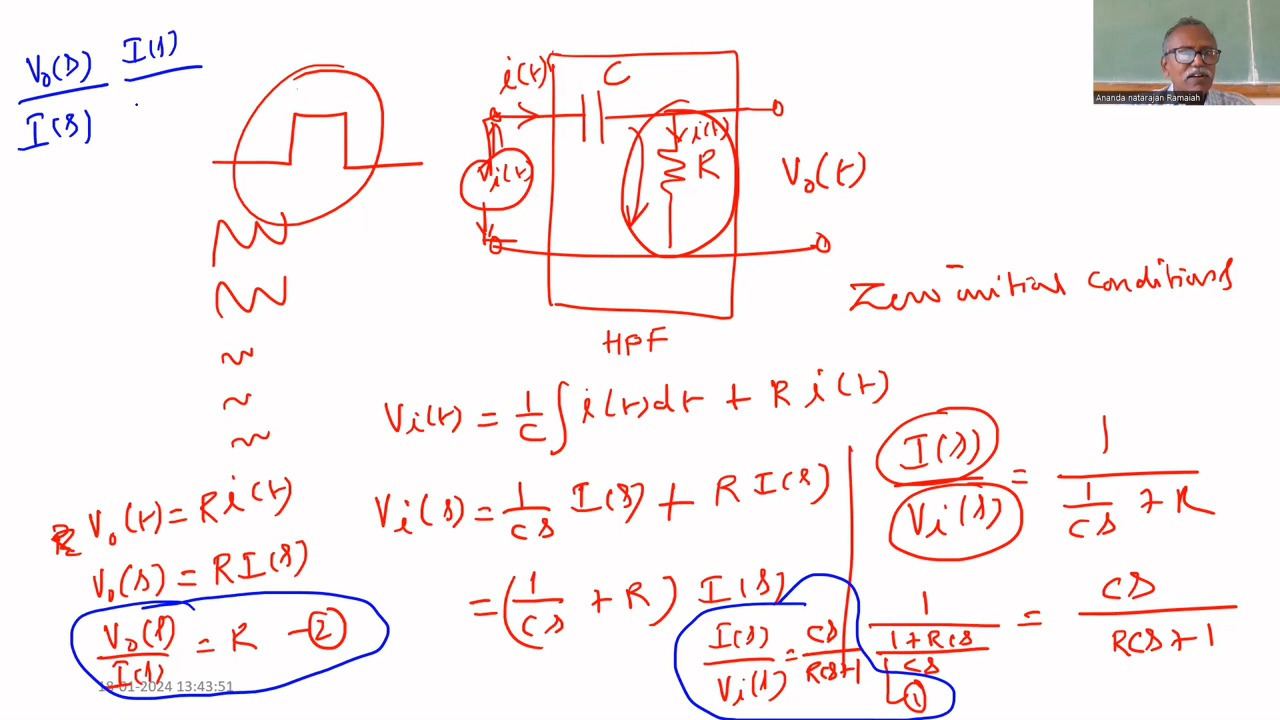 V₀(s) I(s)
I(s)
i(t) C
Vi(t)
i(t)
R
V₀(t)
HPF
Zero initial conditions
Vi(t) = 1/C ∫ i(t)dt + R i(t)
Vi(s) = 1/CS I(s) + R I(s)
= (1/CS + R) I(s)
I(s)/Vi(s) = CS/RCS+1
V₀(t) = R i(t)
V₀(s) = R I(s)
V₀(s)/I(s) = R — ②
I(s)/Vi(s) = 1/(1/CS + R)
1/(1+RCS/CS) = CS/RCS+1
①
Ananda natarajan Ramaiah
18-01-2024 13:43:51